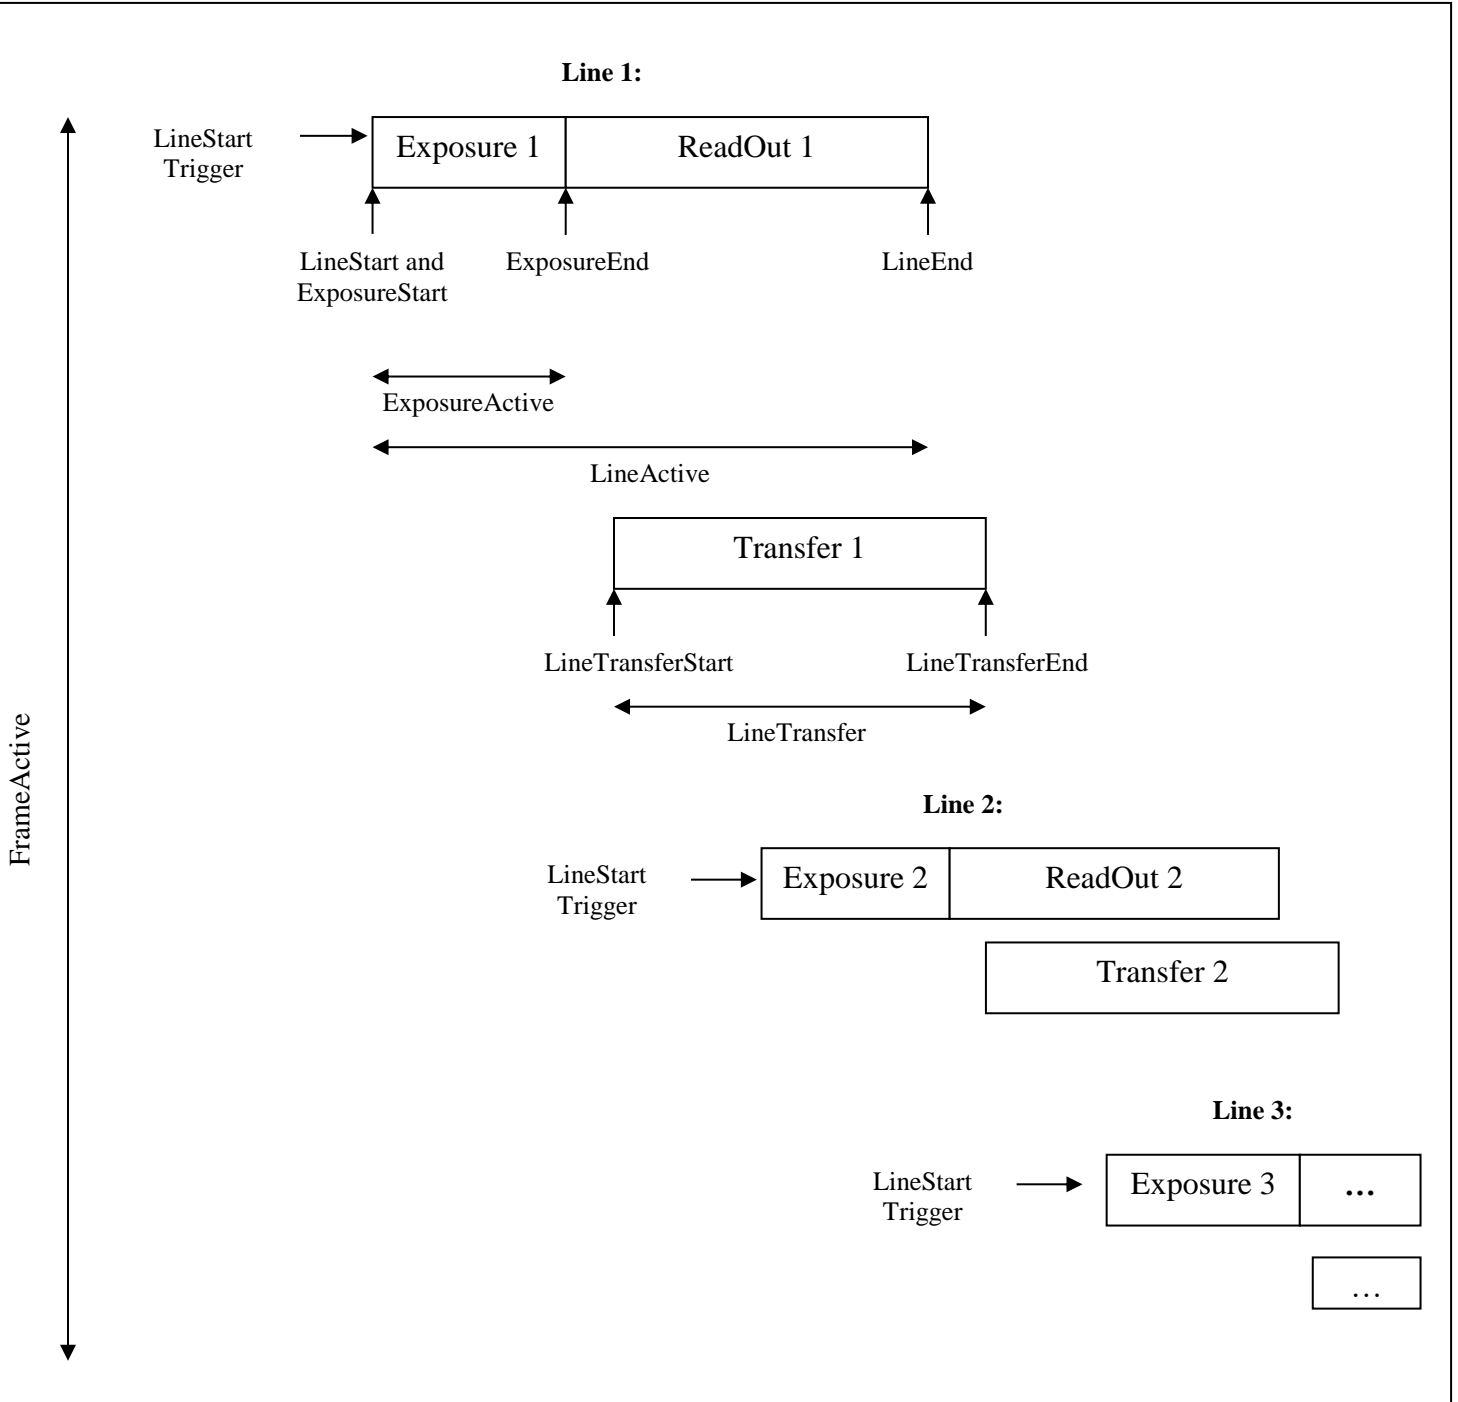 Line 1:
LineStart
Trigger
Exposure 1
ReadOut 1
LineStart and
ExposureStart
ExposureEnd
LineEnd
ExposureActive
LineActive
Transfer 1
LineTransferStart
LineTransferEnd
LineTransfer
FrameActive
Line 2:
LineStart
Trigger
Exposure 2
ReadOut 2
Transfer 2
Line 3:
LineStart
Trigger
Exposure 3
...
…